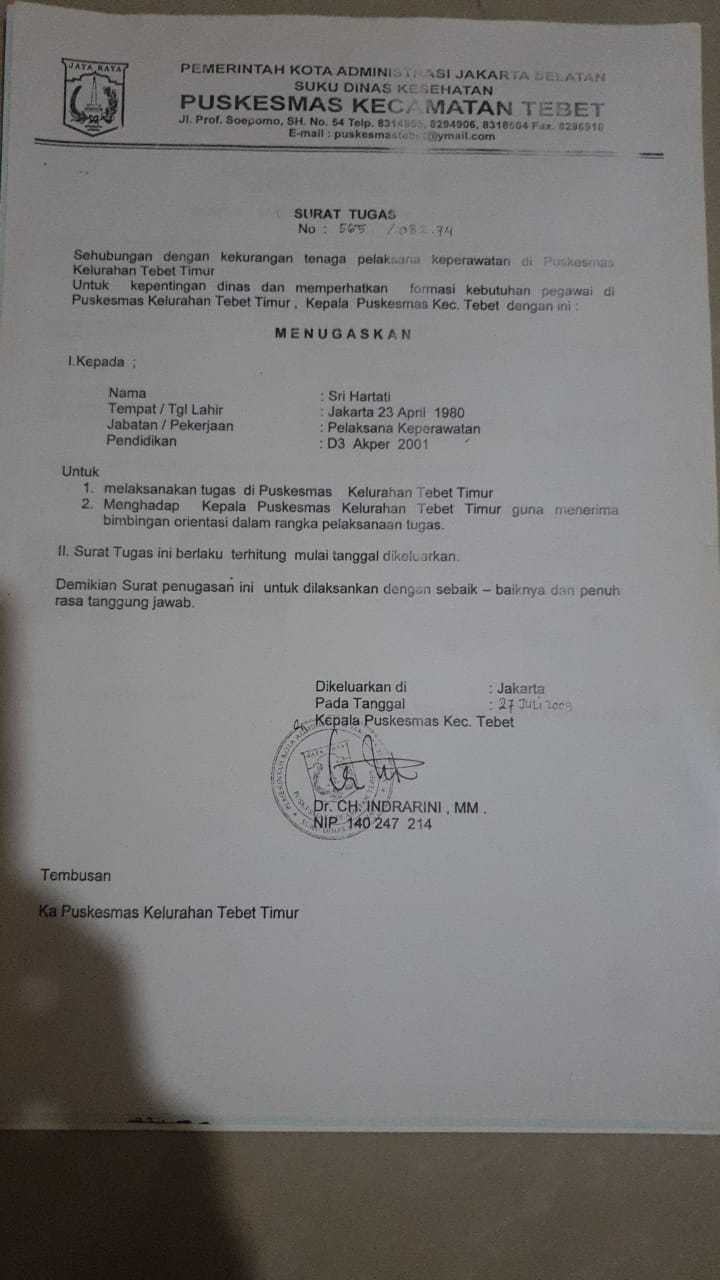 JAYA RAYA
PEMERINTAH KOTA ADMINISTRASI JAKARTA SELATAN
SUKU DINAS KESEHATAN
PUSKESMAS KECAMATAN TEBET
Jl. Prof. Soepomo, SH. No. 54 Telp. 8314906, 8294906, 8318504 Fax. 8296918
E-mail : puskesmastebet@ymail.com
SURAT TUGAS
No : 565 /082.74
Sehubungan dengan kekurangan tenaga pelaksana keperawatan di Puskesmas
Kelurahan Tebet Timur
Untuk kepentingan dinas dan memperhatkan formasi kebutuhan pegawai di
Puskesmas Kelurahan Tebet Timur , Kepala Puskesmas Kec. Tebet dengan ini :
MENUGASKAN
I.Kepada ;
Nama : Sri Hartati
Tempat / Tgl Lahir : Jakarta 23 April 1980
Jabatan / Pekerjaan : Pelaksana Keperawatan
Pendidikan : D3 Akper 2001
Untuk
1. melaksanakan tugas di Puskesmas Kelurahan Tebet Timur
2. Menghadap Kepala Puskesmas Kelurahan Tebet Timur guna menerima
bimbingan orientasi dalam rangka pelaksanaan tugas.
II. Surat Tugas ini berlaku terhitung mulai tanggal dikeluarkan.
Demikian Surat penugasan ini untuk dilaksankan dengan sebaik – baiknya dan penuh
rasa tanggung jawab.
Dikeluarkan di : Jakarta
Pada Tanggal : 27 Juli 2009
Kepala Puskesmas Kec. Tebet
Dr. CH. INDRARINI , MM .
NIP 140 247 214
Tembusan
Ka Puskesmas Kelurahan Tebet Timur